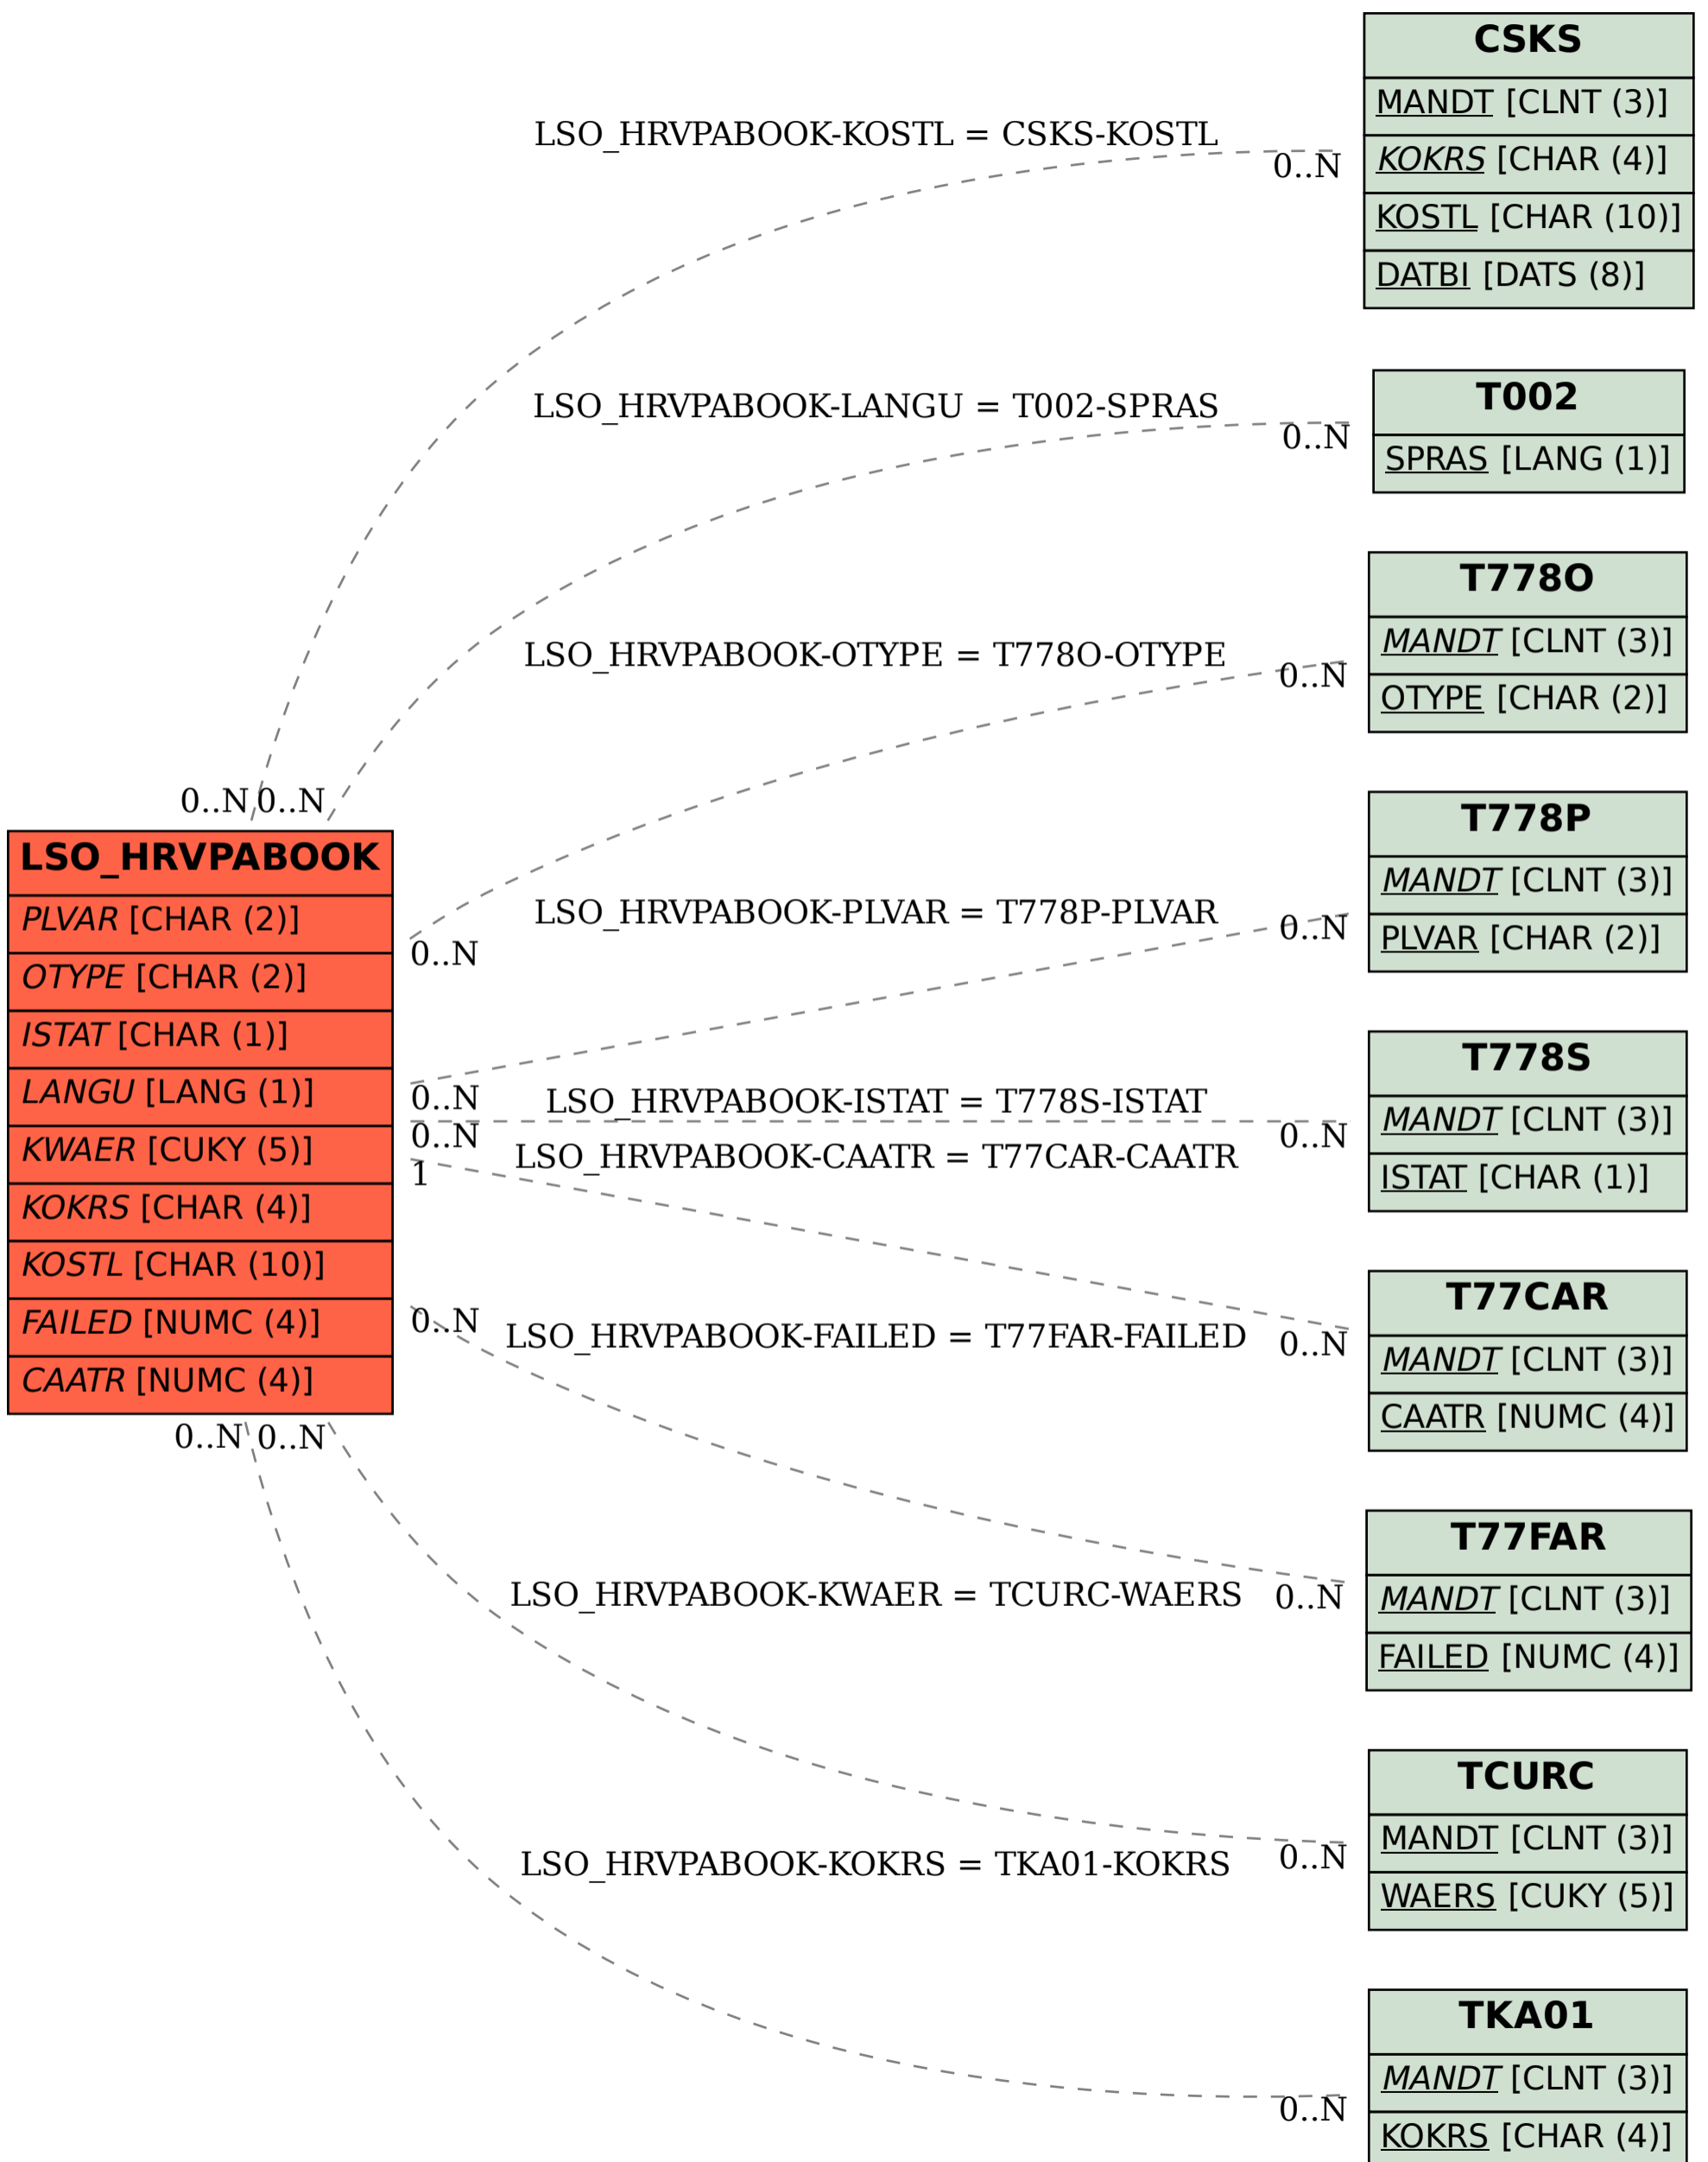 CSKS
MANDT [CLNT (3)]
KOKRS [CHAR (4)]
KOSTL [CHAR (10)]
DATBI [DATS (8)]
LSO_HRVPABOOK-KOSTL = CSKS-KOSTL
0..N
T002
SPRAS [LANG (1)]
LSO_HRVPABOOK-LANGU = T002-SPRAS
0..N
T778O
MANDT [CLNT (3)]
OTYPE [CHAR (2)]
LSO_HRVPABOOK-OTYPE = T778O-OTYPE
0..N
0..N
0..N
LSO_HRVPABOOK
PLVAR [CHAR (2)]
OTYPE [CHAR (2)]
ISTAT [CHAR (1)]
LANGU [LANG (1)]
KWAER [CUKY (5)]
KOKRS [CHAR (4)]
KOSTL [CHAR (10)]
FAILED [NUMC (4)]
CAATR [NUMC (4)]
T778P
MANDT [CLNT (3)]
PLVAR [CHAR (2)]
LSO_HRVPABOOK-PLVAR = T778P-PLVAR
0..N
0..N
0..N
LSO_HRVPABOOK-ISTAT = T778S-ISTAT
0..N
0..N
T778S
MANDT [CLNT (3)]
ISTAT [CHAR (1)]
LSO_HRVPABOOK-CAATR = T77CAR-CAATR
1
0..N
T77CAR
MANDT [CLNT (3)]
CAATR [NUMC (4)]
0..N
LSO_HRVPABOOK-FAILED = T77FAR-FAILED
0..N
0..N
0..N
T77FAR
MANDT [CLNT (3)]
FAILED [NUMC (4)]
LSO_HRVPABOOK-KWAER = TCURC-WAERS
0..N
TCURC
MANDT [CLNT (3)]
WAERS [CUKY (5)]
LSO_HRVPABOOK-KOKRS = TKA01-KOKRS
0..N
TKA01
MANDT [CLNT (3)]
KOKRS [CHAR (4)]